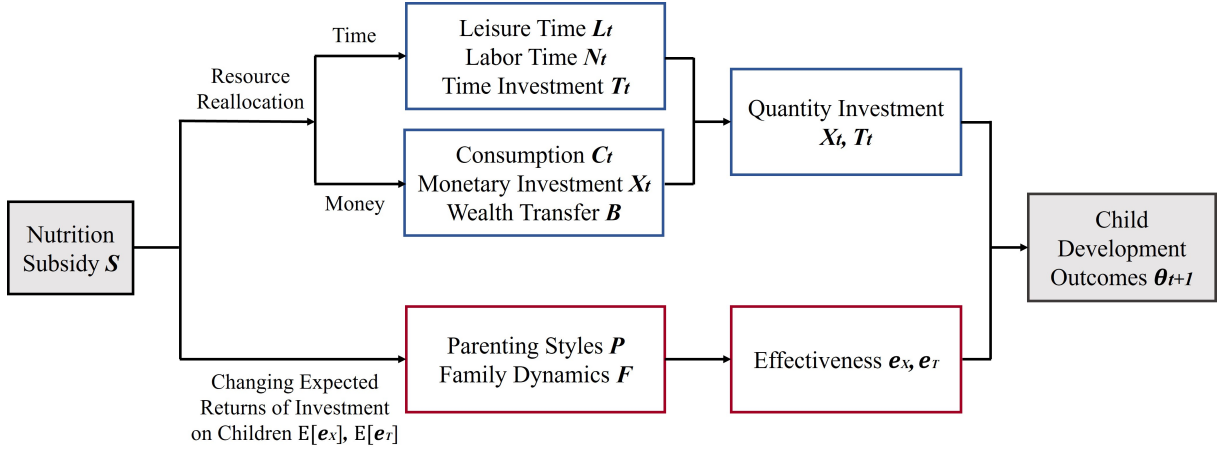 Nutrition
Subsidy S
Resource
Reallocation
Time
Money
Leisure Time Lt
Labor Time Nt
Time Investment Tt
Consumption Ct
Monetary Investment Xt
Wealth Transfer B
Quantity Investment
Xt, Tt
Changing Expected
Returns of Investment
on Children E[eX], E[eT]
Parenting Styles P
Family Dynamics F
Effectiveness eX, eT
Child
Development
Outcomes θt+1